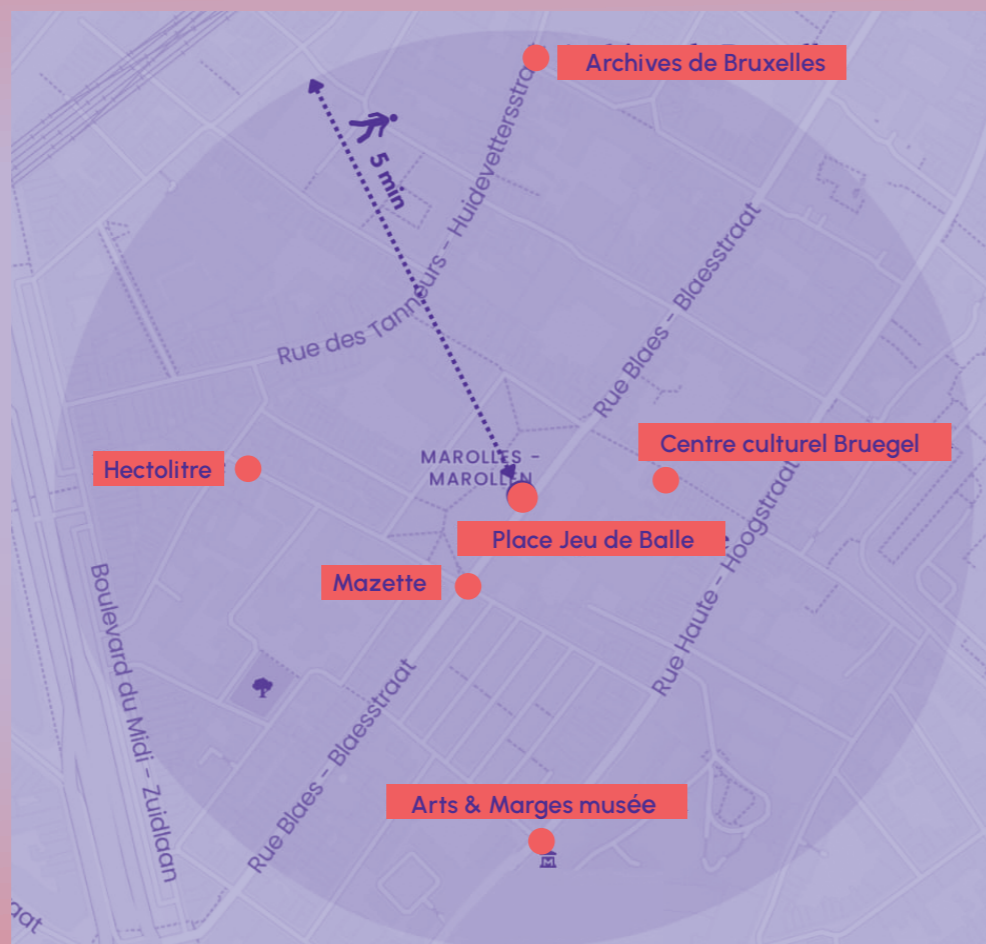 Archives de Bruxelles
5 min
Rue des Tanneurs - Huidevettersstraat
Rue Blaes - Blaesstraat
Centre culturel Bruegel
MAROLLES -
MAROLLEN
Hectolitre
Place Jeu de Balle
Mazette
Rue Haute - Hoogstraat
Boulevard du Midi - Zuidlaan
Rue Blaes - Blaesstraat
Arts & Marges musée
M
aat